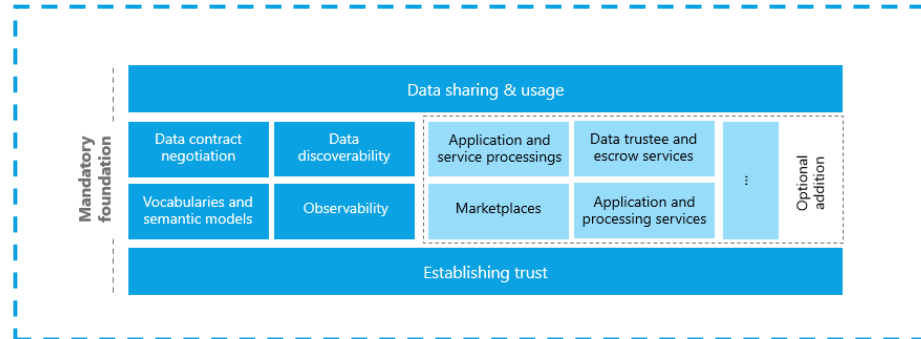 Mandatory
foundation
Data sharing & usage
Data contract
negotiation
Data
discoverability
Application and
service processings
Data trustee and
escrow services
...
Optional
addition
Vocabularies and
semantic models
Observability
Marketplaces
Application and
processing services
Establishing trust